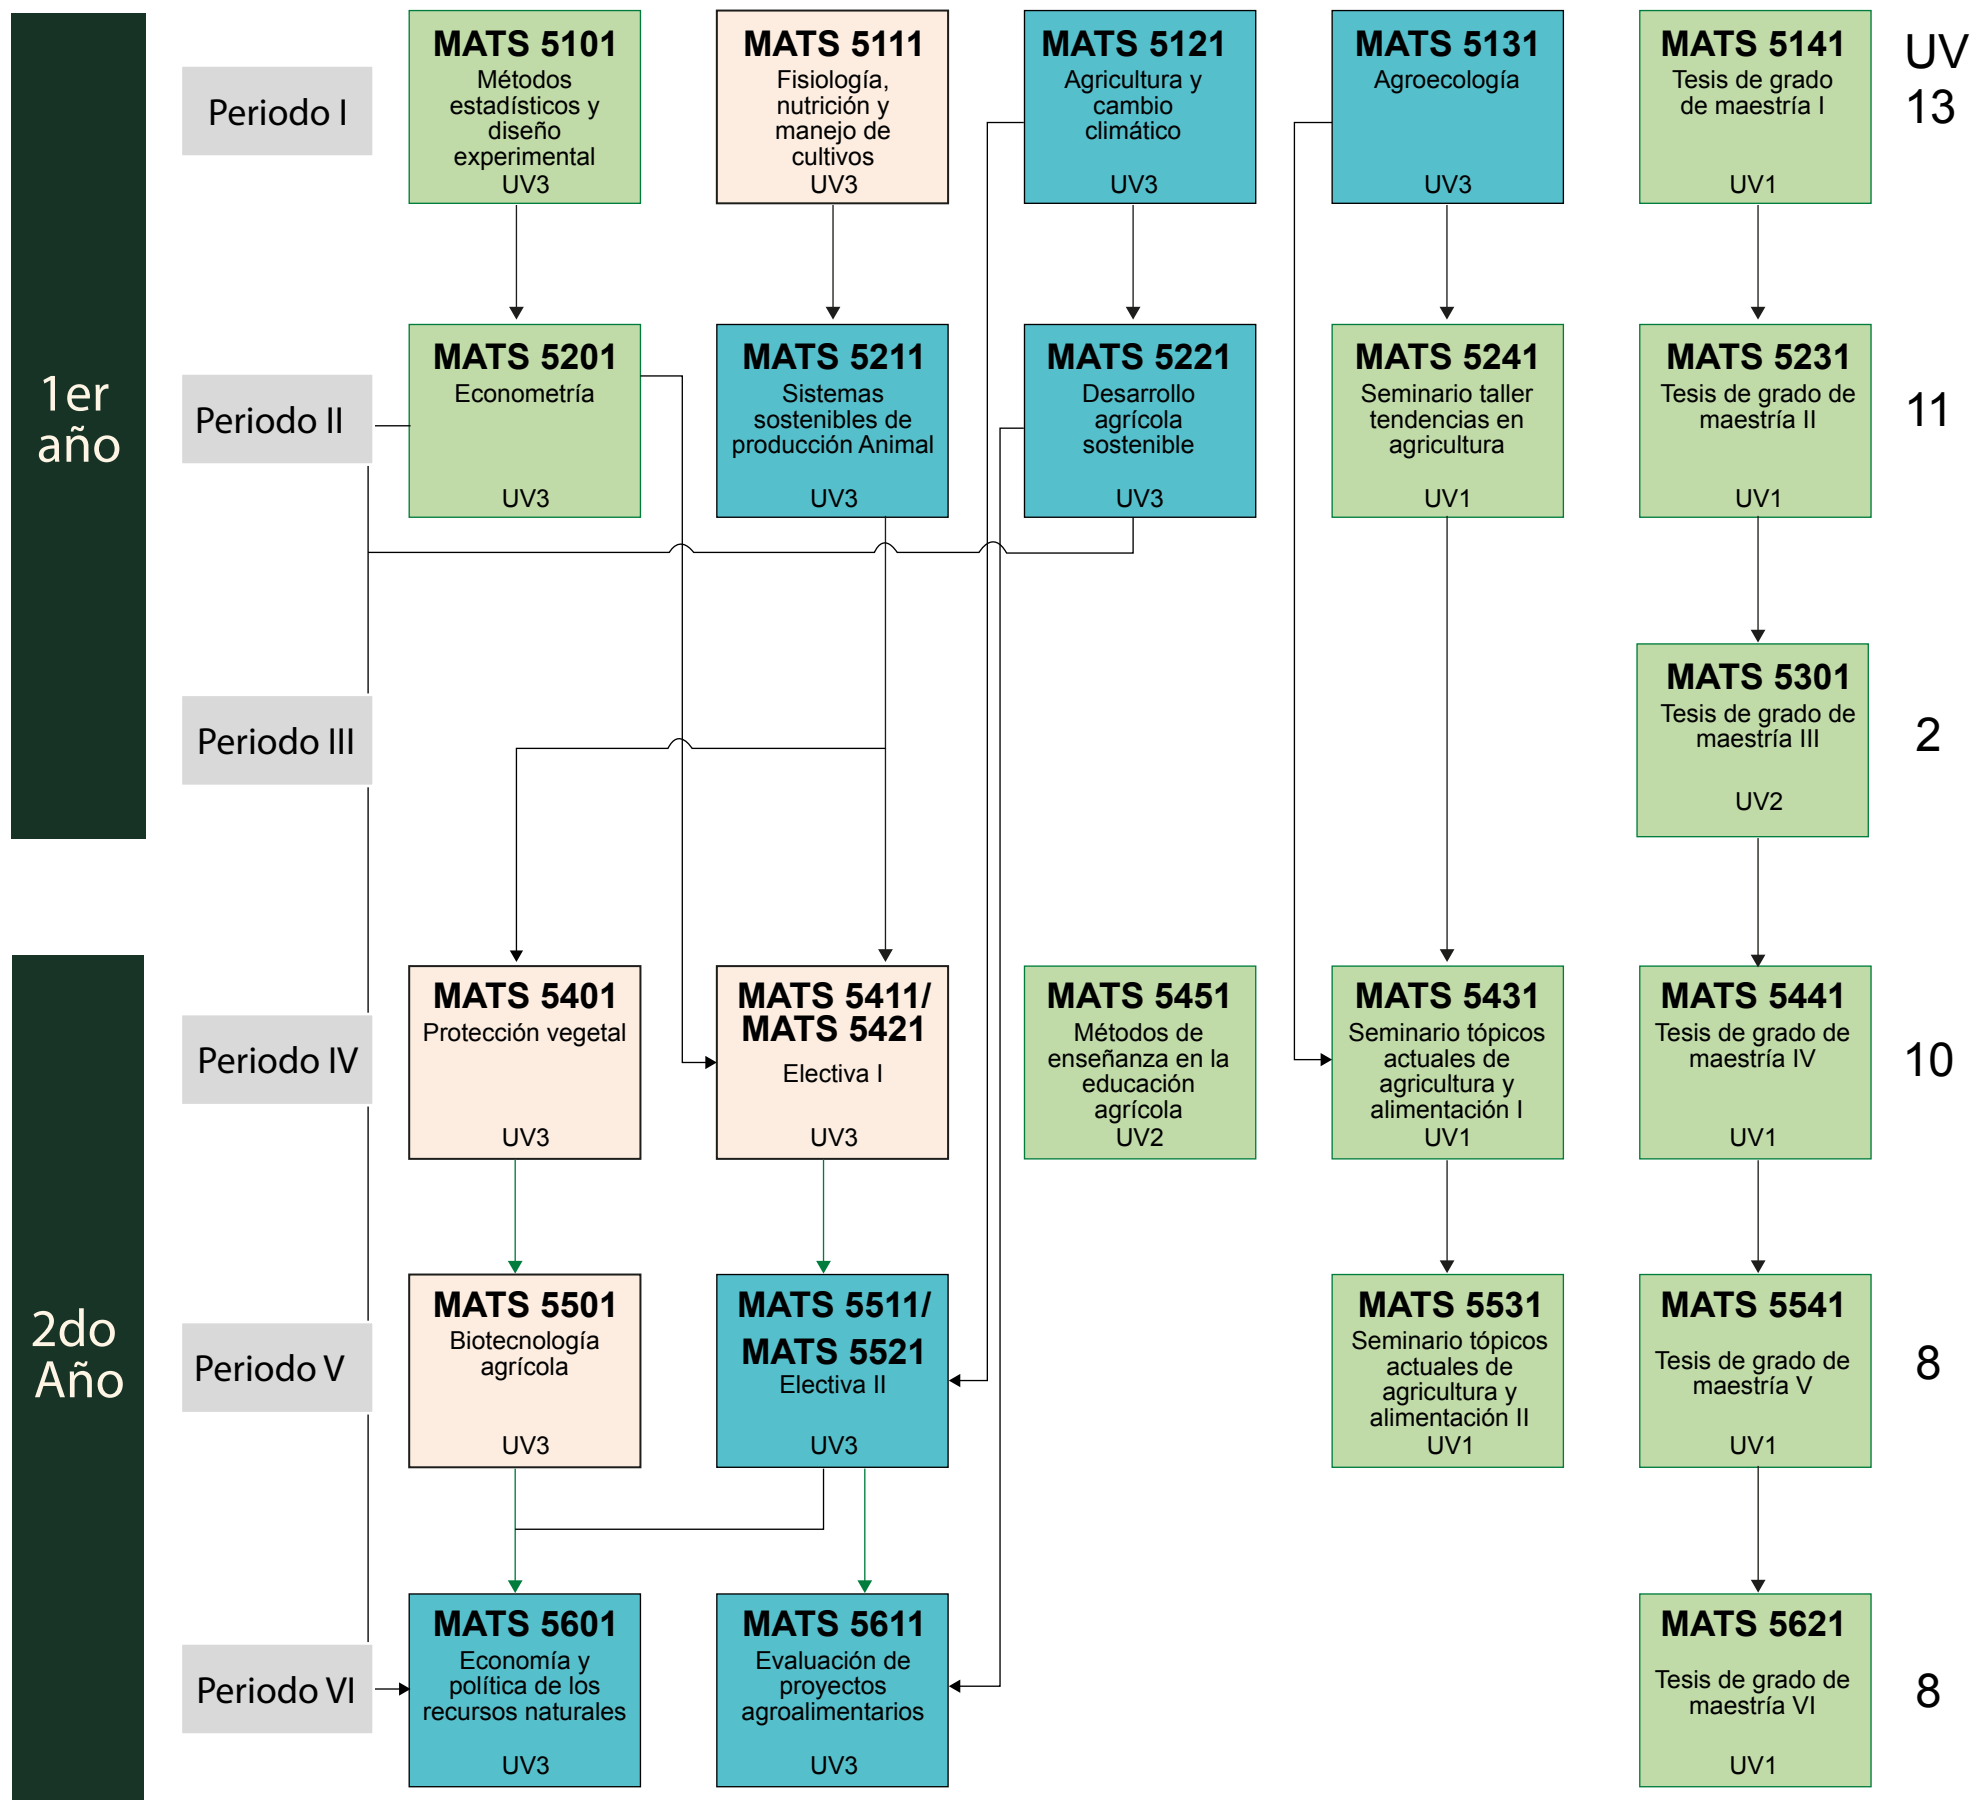 1er
año
2do
Año
UV
Periodo I
MATS 5101
Métodos
estadísticos y
diseño
experimental
UV3
MATS 5111
Fisiología,
nutrición y
manejo de
cultivos
UV3
MATS 5121
Agricultura y
cambio
climático
UV3
MATS 5131
Agroecología
UV3
MATS 5141
Tesis de grado
de maestría I
UV1
13
Periodo II
MATS 5201
Econometría
UV3
MATS 5211
Sistemas
sostenibles de
producción Animal
UV3
MATS 5221
Desarrollo
agrícola
sostenible
UV3
MATS 5241
Seminario taller
tendencias en
agricultura
UV1
MATS 5231
Tesis de grado de
maestría II
UV1
11
Periodo III
MATS 5301
Tesis de grado de
maestría III
UV2
2
Periodo IV
MATS 5401
Protección vegetal
UV3
MATS 5411/
MATS 5421
Electiva I
UV3
MATS 5451
Métodos de
enseñanza en la
educación
agrícola
UV2
MATS 5431
Seminario tópicos
actuales de
agricultura y
alimentación I
UV1
MATS 5441
Tesis de grado de
maestría IV
UV1
10
Periodo V
MATS 5501
Biotecnología
agrícola
UV3
MATS 5511/
MATS 5521
Electiva II
UV3
MATS 5531
Seminario tópicos
actuales de
agricultura y
alimentación II
UV1
MATS 5541
Tesis de grado de
maestría V
UV1
8
Periodo VI
MATS 5601
Economía y
política de los
recursos naturales
UV3
MATS 5611
Evaluación de
proyectos
agroalimentarios
UV3
MATS 5621
Tesis de grado de
maestría VI
UV1
8